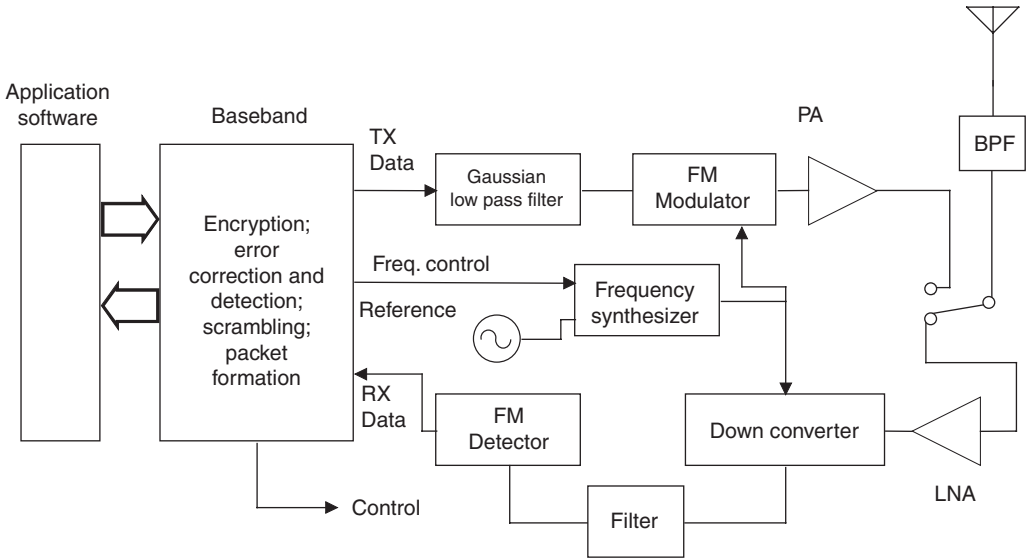 Application
software
Baseband
Encryption;
error
correction and
detection;
scrambling;
packet
formation
TX
Data
Gaussian
low pass filter
FM
Modulator
PA
BPF
Freq. control
Reference
Frequency
synthesizer
RX
Data
FM
Detector
Down converter
LNA
Filter
Control